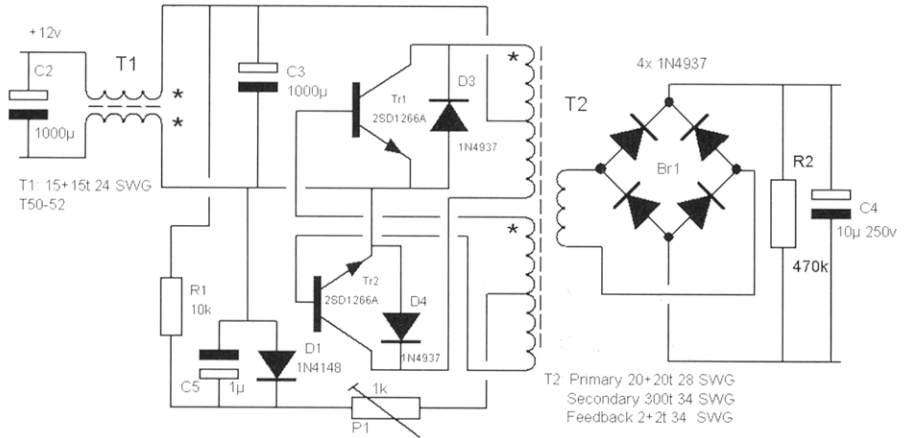 +12v
C2
1000µ
T1
*
*
T1: 15+15t 24 SWG
T50-52
C3
1000µ
Tr1
2SD1266A
D3
1N4937
*
T2
4x 1N4937
Br1
R2
470k
C4
10µ 250v
R1
10k
C5
1µ
D1
1N4148
Tr2
2SD1266A
D4
1N4937
*
1k
P1
T2: Primary 20+20t 28 SWG
Secondary 300t 34 SWG
Feedback 2+2t 34 SWG